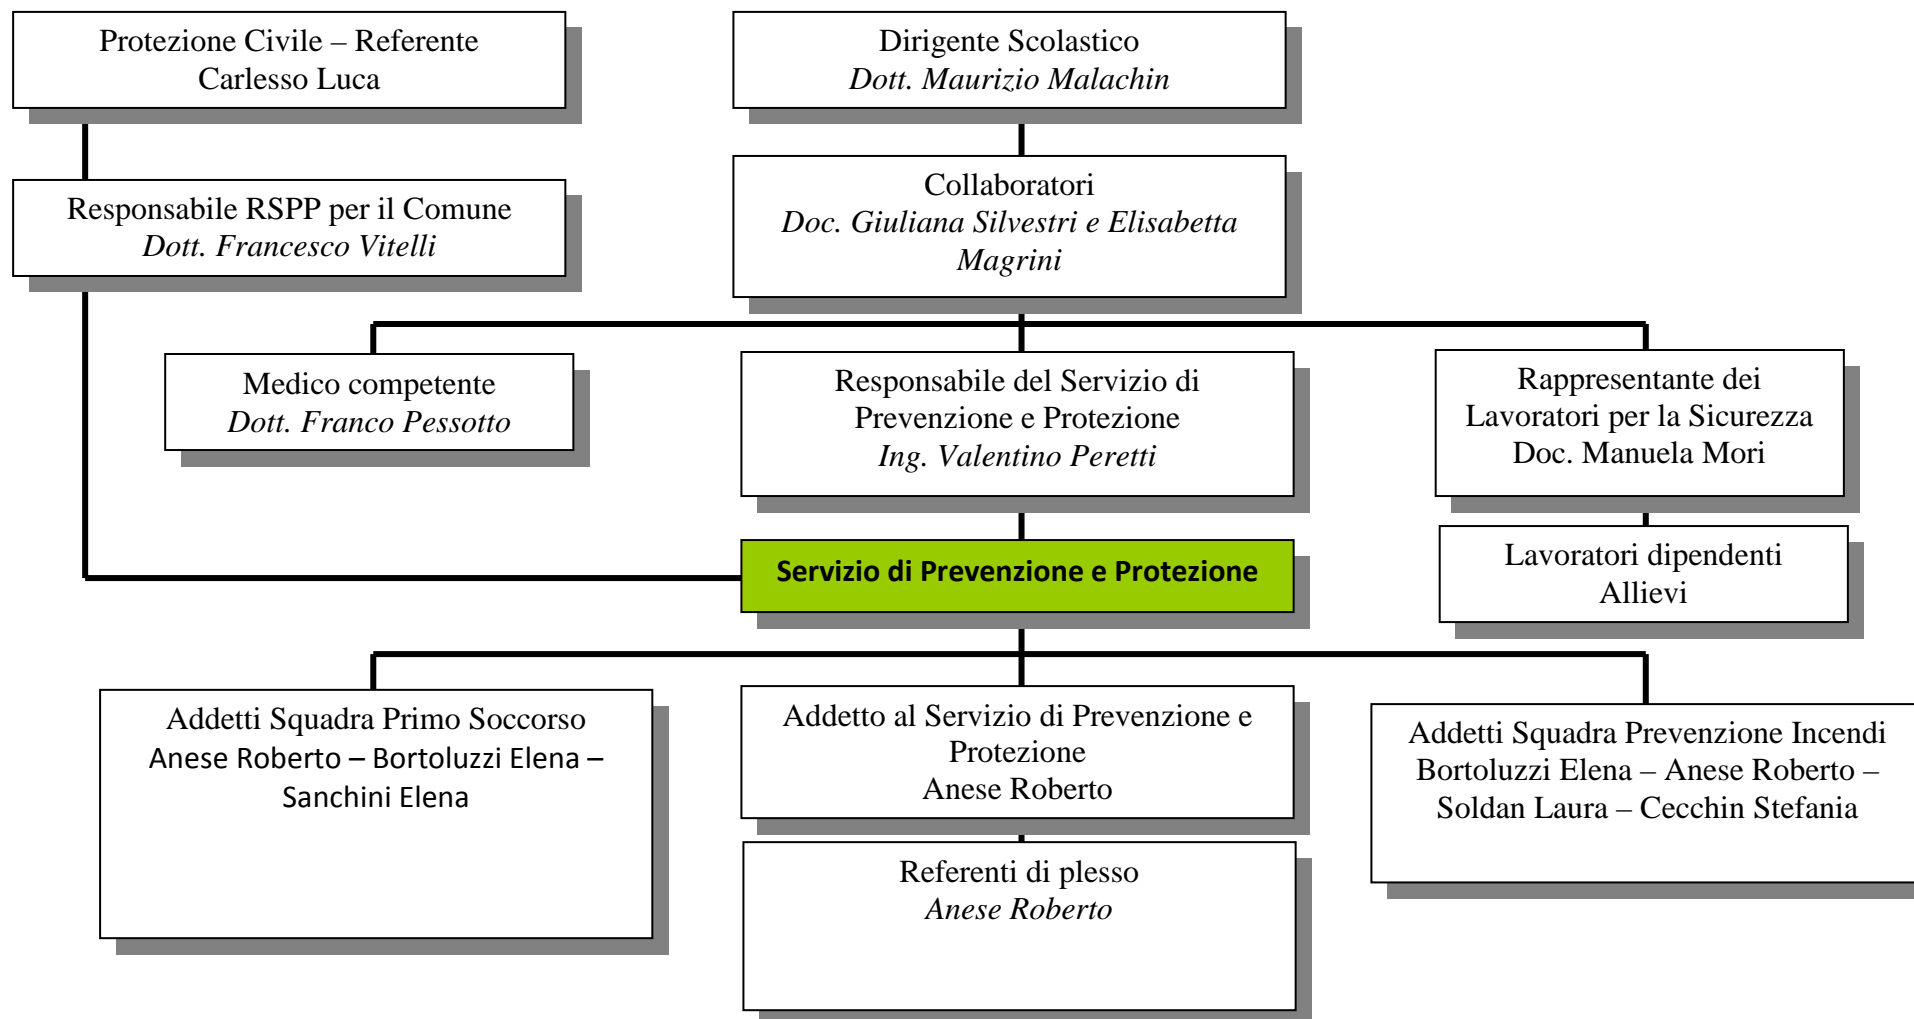 Protezione Civile – Referente
Carlesso Luca
Dirigente Scolastico
Dott. Maurizio Malachin
Responsabile RSPP per il Comune
Dott. Francesco Vitelli
Collaboratori
Doc. Giuliana Silvestri e Elisabetta
Magrini
Medico competente
Dott. Franco Pessotto
Responsabile del Servizio di
Prevenzione e Protezione
Ing. Valentino Peretti
Rappresentante dei
Lavoratori per la Sicurezza
Doc. Manuela Mori
Servizio di Prevenzione e Protezione
Lavoratori dipendenti
Allievi
Addetti Squadra Primo Soccorso
Anese Roberto – Bortoluzzi Elena –
Sanchini Elena
Addetto al Servizio di Prevenzione e
Protezione
Anese Roberto
Addetti Squadra Prevenzione Incendi
Bortoluzzi Elena – Anese Roberto –
Soldan Laura – Cecchin Stefania
Referenti di plesso
Anese Roberto